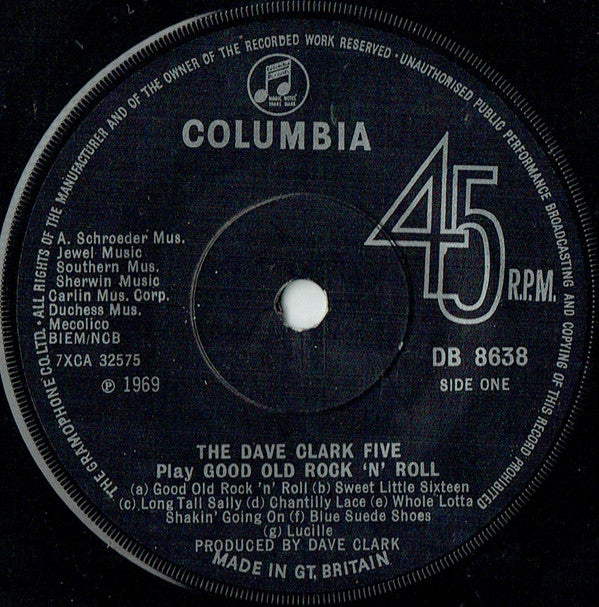 THE GRAMOPHONE CO. LTD. · ALL RIGHTS OF THE MANUFACTURER AND OF THE OWNER OF THE RECORDED WORK RESERVED · UNAUTHORISED PUBLIC PERFORMANCE BROADCASTING AND COPYING OF THIS RECORD PROHIBITED
MAGIC NOTES
TRADE MARK
COLUMBIA
45
R.P.M.
A. Schroeder Mus.
Jewel Music
Southern Mus.
Sherwin Music
Carlin Mus. Corp.
Duchess Mus.
Mecolico
BIEM/NCB
7XCA 32575
℗ 1969
DB 8638
SIDE ONE
THE DAVE CLARK FIVE
Play GOOD OLD ROCK 'N' ROLL
(a) Good Old Rock 'n' Roll (b) Sweet Little Sixteen
(c) Long Tall Sally (d) Chantilly Lace (e) Whole Lotta
Shakin' Going On (f) Blue Suede Shoes
(g) Lucille
PRODUCED BY DAVE CLARK
MADE IN GT. BRITAIN